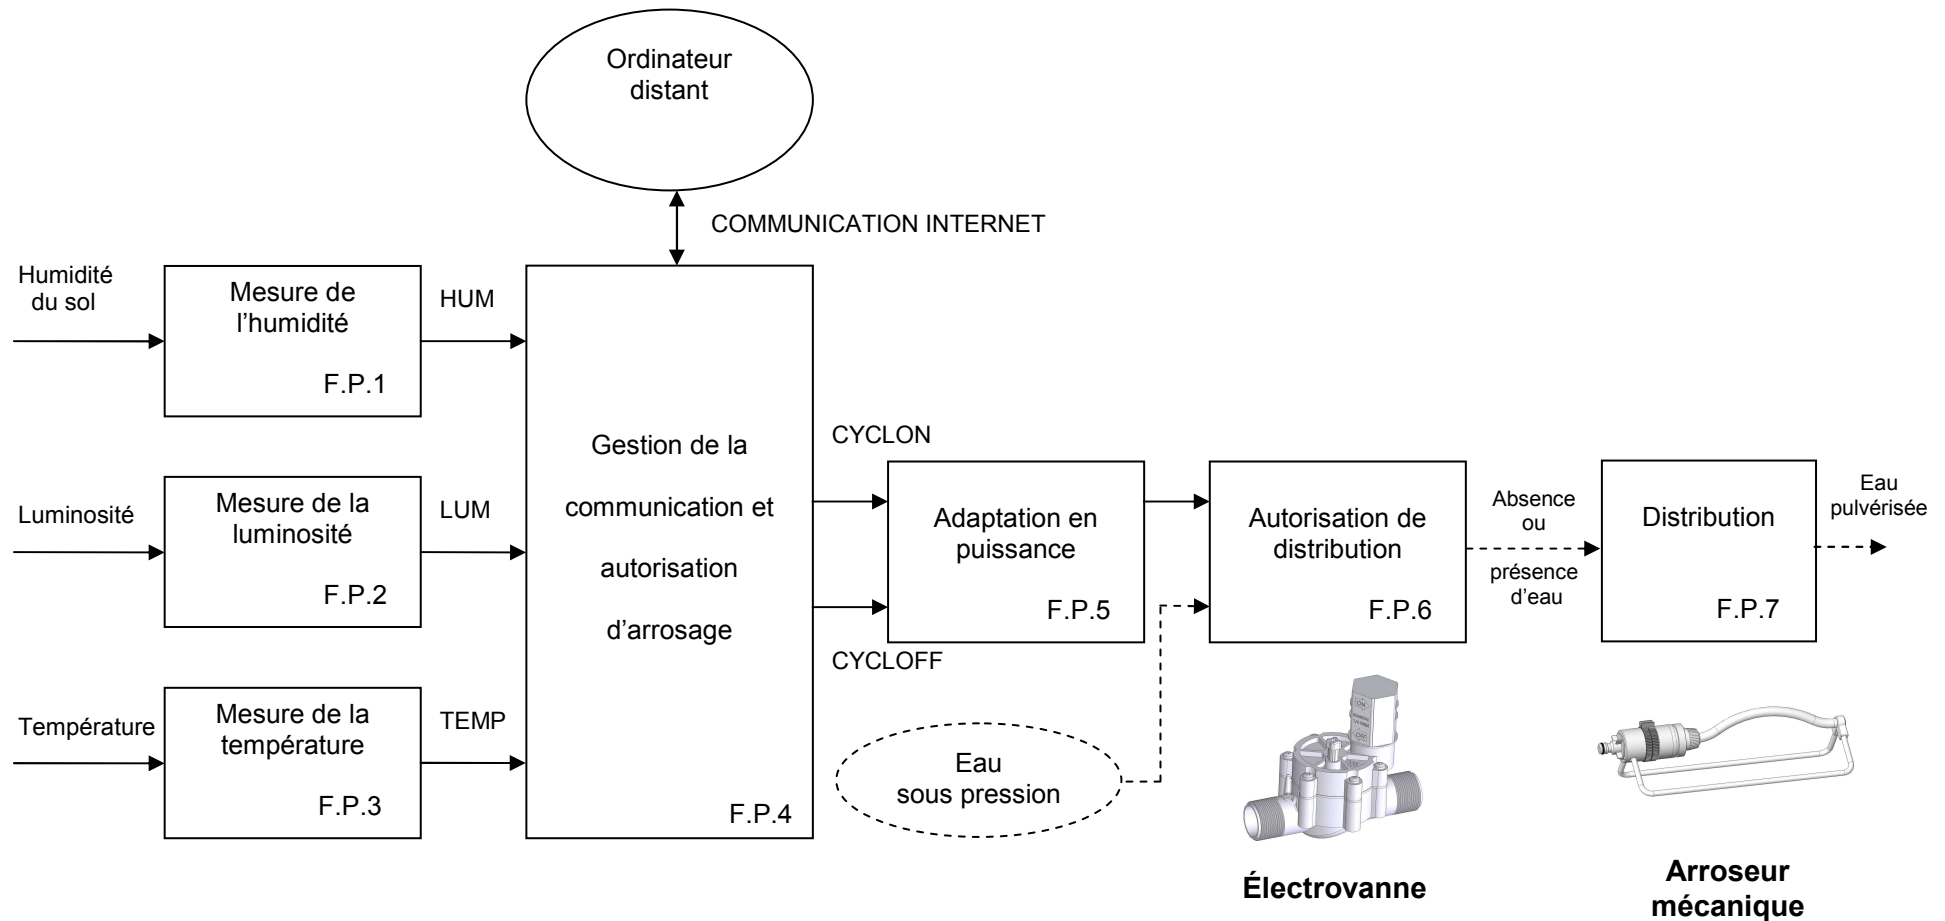 Ordinateur
distant
COMMUNICATION INTERNET
Humidité
du sol
Mesure de
l'humidité
F.P.1
HUM
Luminosité
Mesure de la
luminosité
F.P.2
LUM
Température
Mesure de la
température
F.P.3
TEMP
Gestion de la
communication et
autorisation
d'arrosage
F.P.4
CYCLON
CYCLOFF
Adaptation en
puissance
F.P.5
Eau
sous pression
Autorisation de
distribution
F.P.6
Absence
ou
présence
d'eau
Distribution
F.P.7
Eau
pulvérisée
ON
OFF
Électrovanne
Arroseur
mécanique